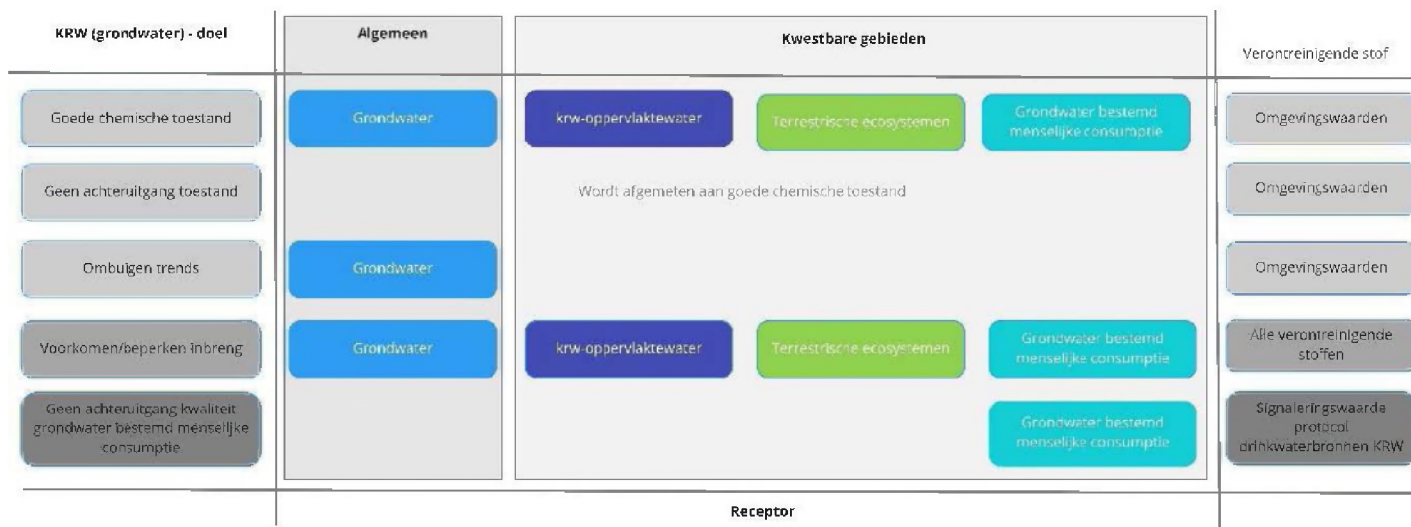 KRW (grondwater) - doel
Algemeen
Kwestbare gebieden
Verontreinigende stof
Goede chemische toestand
Grondwater
krw-oppervlaktewater
Terrestrische ecosystemen
Grondwater bestemd
menselijke consumptie
Omgevingswaarden
Geen achteruitgang toestand
Wordt afgemeten aan goede chemische toestand
Omgevingswaarden
Ombuigen trends
Grondwater
Omgevingswaarden
Voorkomen/beperken inbreng
Grondwater
krw-oppervlaktewater
Terrestrische ecosystemen
Grondwater bestemd
menselijke consumptie
Alle verontreinigende
stoffen
Geen achteruitgang kwaliteit
grondwater bestemd menselijke
consumptie
Grondwater bestemd
menselijke consumptie
Signaleringswaarde
protocol
drinkwaterbronnen KRW
Receptor